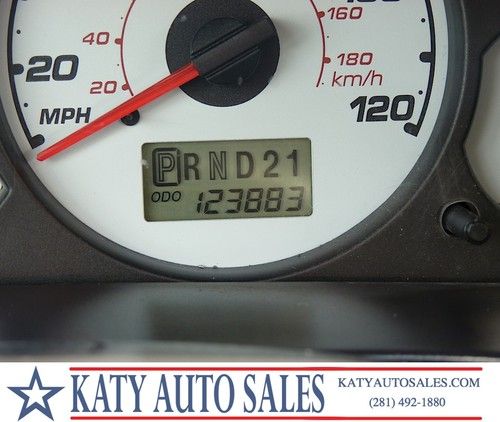 160
40
20
20
180
km/h
MPH
120
PRND21
ODO 123883
KATY AUTO SALES
KATYAUTOSALES.COM
(281) 492-1880